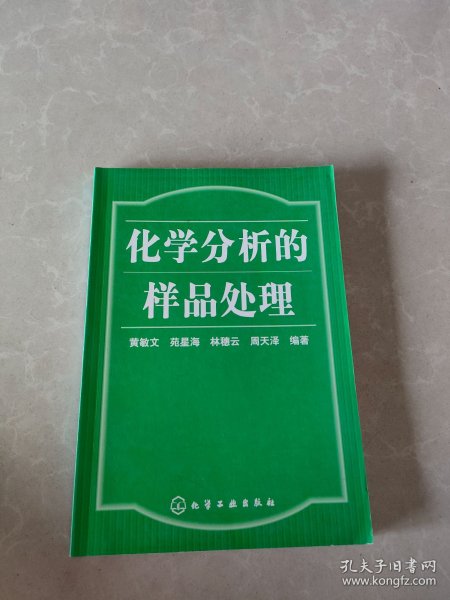 化学分析的
样品处理
黄敏文 苑星海 林穗云 周天泽 编著
化学工业出版社
孔夫子旧书网
www.kongfz.com